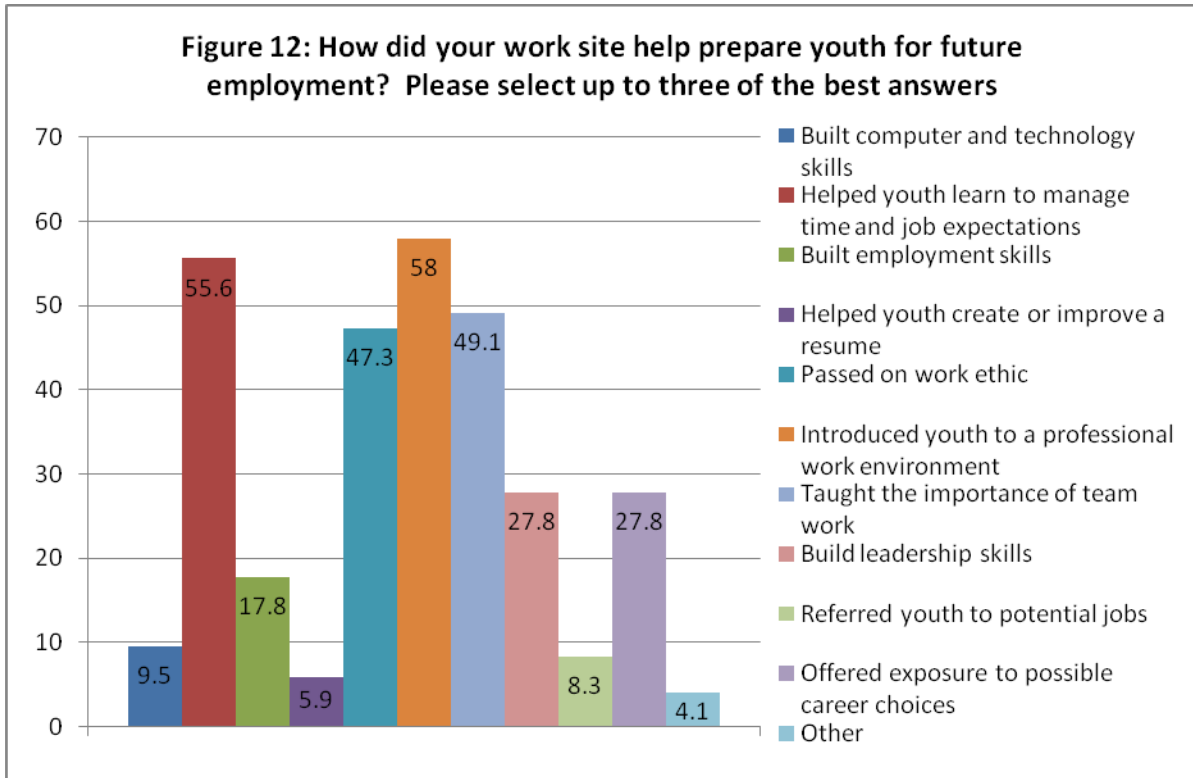 Figure 12: How did your work site help prepare youth for future
employment?  Please select up to three of the best answers
70
60
50
40
30
20
10
0
9.5
55.6
17.8
5.9
47.3
58
49.1
27.8
8.3
27.8
4.1
Built computer and technology
skills
Helped youth learn to manage
time and job expectations
Built employment skills
Helped youth create or improve a
resume
Passed on work ethic
Introduced youth to a professional
work environment
Taught the importance of team
work
Build leadership skills
Referred youth to potential jobs
Offered exposure to possible
career choices
Other